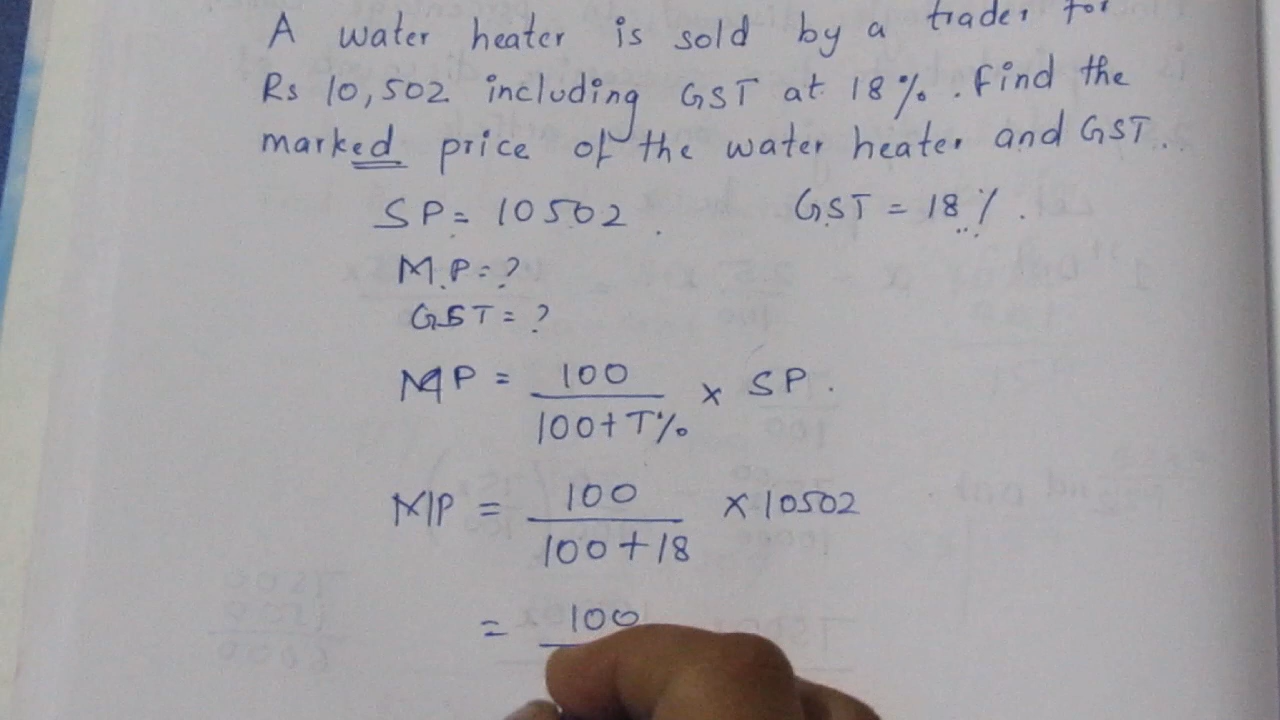 A water heater is sold by a trader for
Rs 10,502 including GST at 18%. Find the
marked price of the water heater and GST.
SP = 10502. GST = 18%.
M.P = ?
GST = ?
MP = 100 / 100+T% × SP.
MP = 100 / 100+18 × 10502
= 100